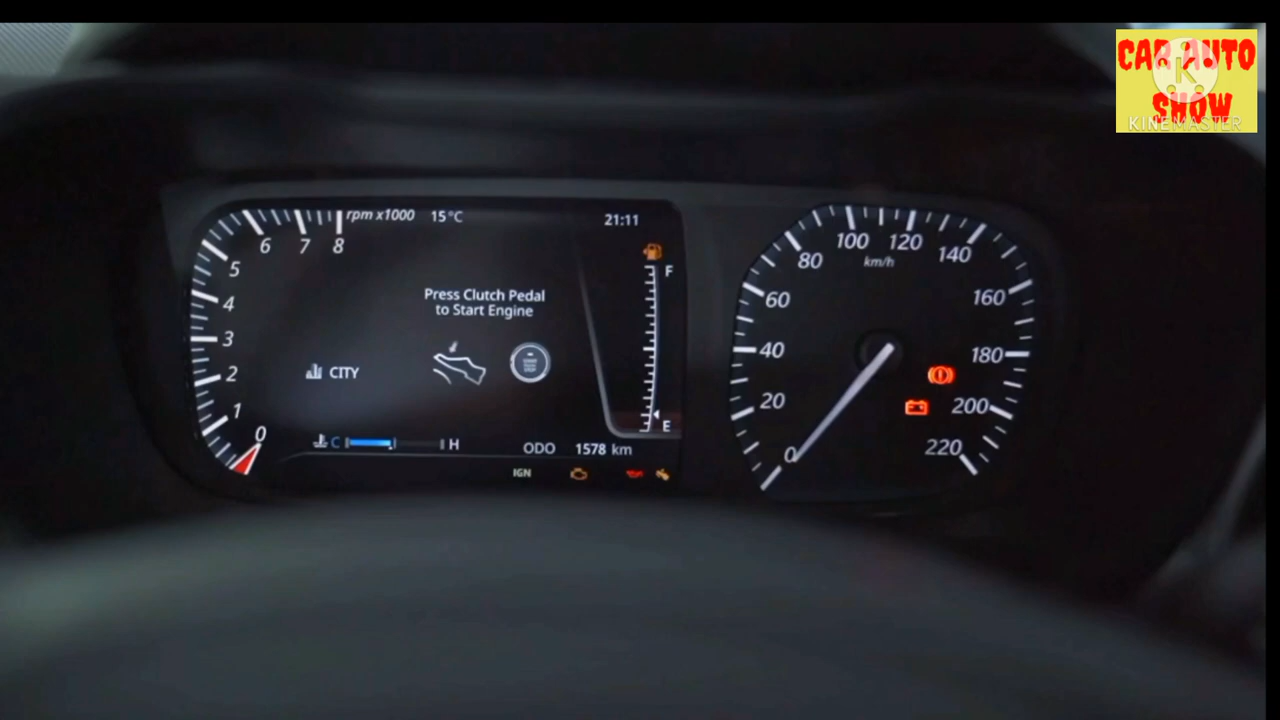 CAR AUTO
SHOW
K
KINEMASTER
rpm x1000
15°C
21:11
6
7
8
5
4
3
2
1
0
F
E
Press Clutch Pedal
to Start Engine
CITY
C
H
ODO 1578 km
IGN
100
120
80
140
km/h
60
160
40
180
20
200
0
220